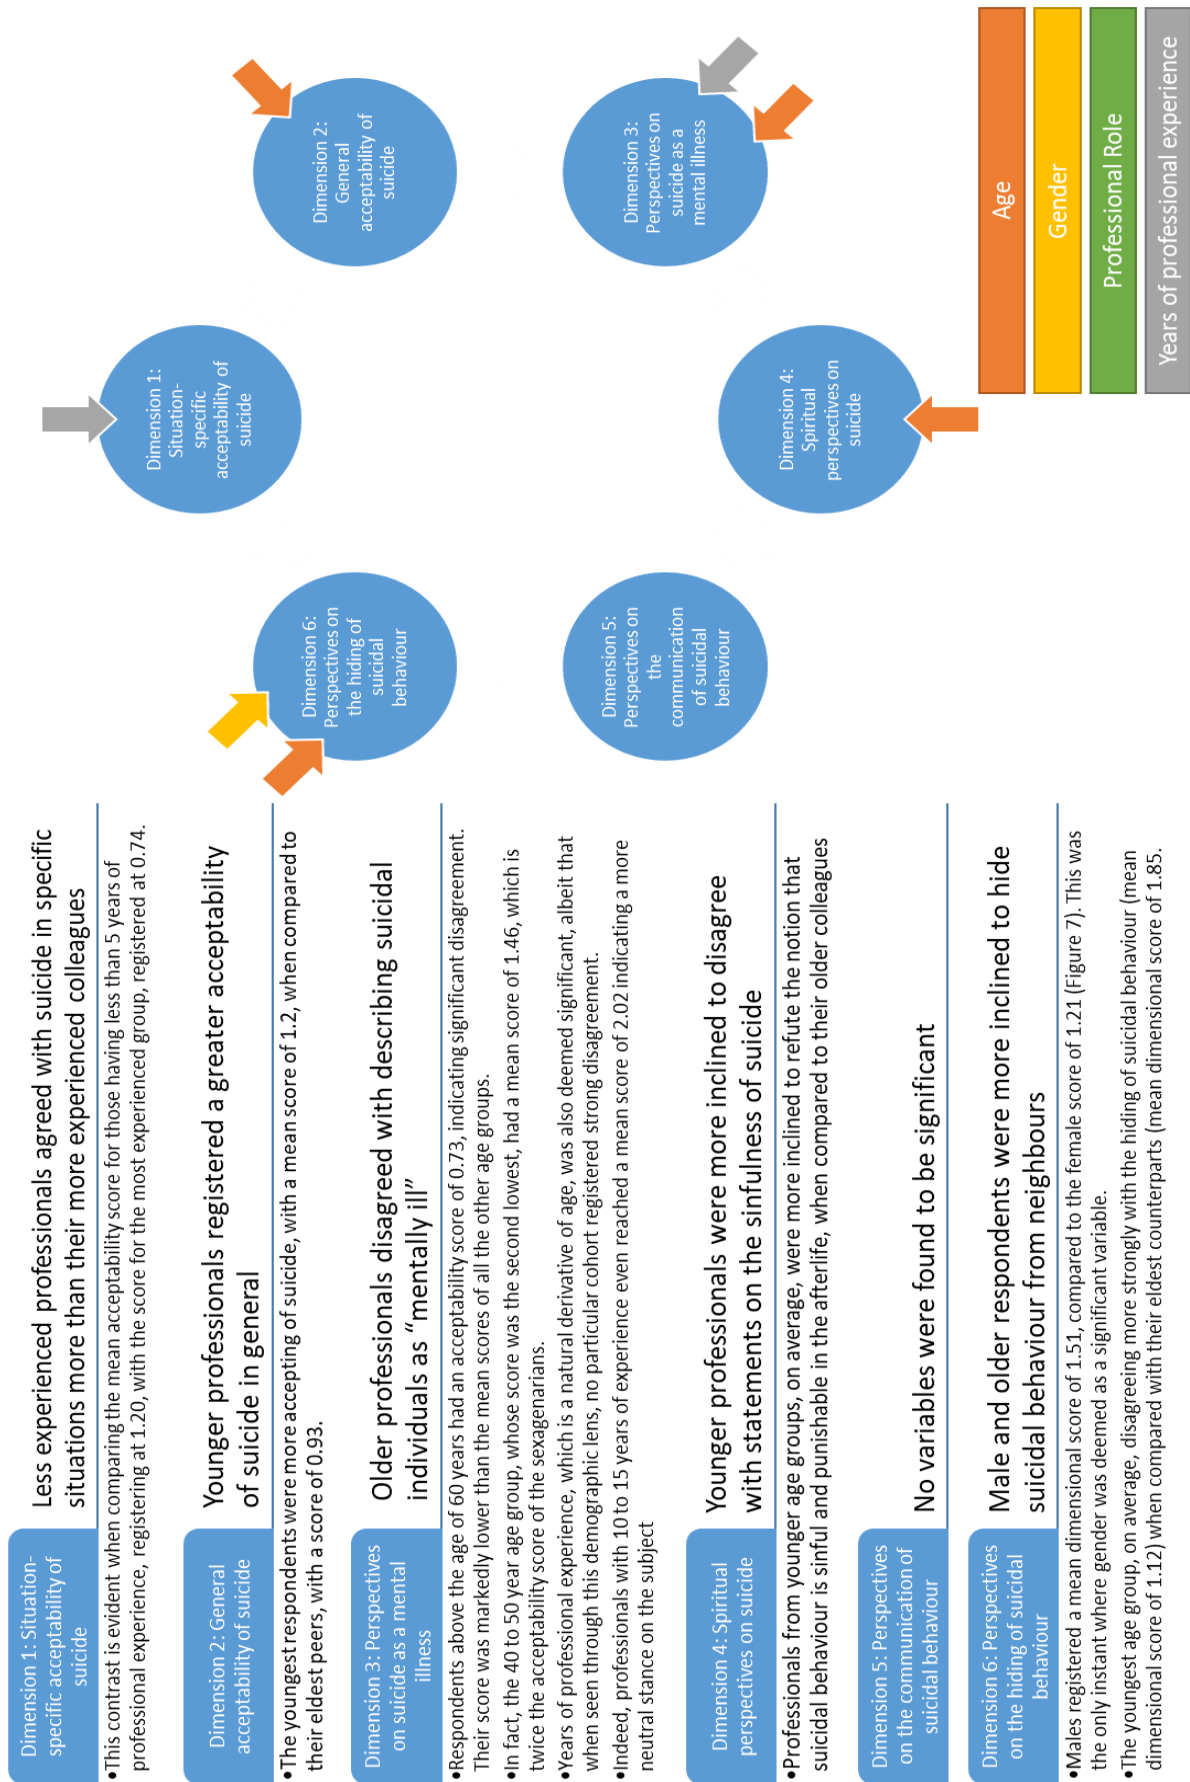 Dimension 1: Situation-
specific acceptability of
suicide
Less experienced professionals agreed with suicide in specific
situations more than their more experienced colleagues
•This contrast is evident when comparing the mean acceptability score for those having less than 5 years of
professional experience, registering at 1.20, with the score for the most experienced group, registered at 0.74.
Dimension 2: General
acceptability of suicide
Younger professionals registered a greater acceptability
of suicide in general
•The youngest respondents were more accepting of suicide, with a mean score of 1.2, when compared to
their eldest peers, with a score of 0.93.
Dimension 3: Perspectives
on suicide as a mental
illness
Older professionals disagreed with describing suicidal
individuals as “mentally ill”
•Respondents above the age of 60 years had an acceptability score of 0.73, indicating significant disagreement.
Their score was markedly lower than the mean scores of all the other age groups.
•In fact, the 40 to 50 year age group, whose score was the second lowest, had a mean score of 1.46, which is
twice the acceptability score of the sexagenarians.
•Years of professional experience, which is a natural derivative of age, was also deemed significant, albeit that
when seen through this demographic lens, no particular cohort registered strong disagreement.
•Indeed, professionals with 10 to 15 years of experience even reached a mean score of 2.02 indicating a more
neutral stance on the subject
Dimension 4: Spiritual
perspectives on suicide
Younger professionals were more inclined to disagree
with statements on the sinfulness of suicide
•Professionals from younger age groups, on average, were more inclined to refute the notion that
suicidal behaviour is sinful and punishable in the afterlife, when compared to their older colleagues
Dimension 5: Perspectives
on the communication of
suicidal behaviour
No variables were found to be significant
Dimension 6: Perspectives
on the hiding of suicidal
behaviour
Male and older respondents were more inclined to hide
suicidal behaviour from neighbours
•Males registered a mean dimensional score of 1.51, compared to the female score of 1.21 (Figure 7). This was
the only instant where gender was deemed as a significant variable.
•The youngest age group, on average, disagreeing more strongly with the hiding of suicidal behaviour (mean
dimensional score of 1.12) when compared with their eldest counterparts (mean dimensional score of 1.85.
Dimension 1:
Situation-
specific
acceptability of
suicide
Dimension 2:
General
acceptability of
suicide
Dimension 3:
Perspectives on
suicide as a
mental illness
Dimension 4:
Spiritual
perspectives on
suicide
Dimension 5:
Perspectives on
the
communication
of suicidal
behaviour
Dimension 6:
Perspectives on
the hiding of
suicidal
behaviour
Age
Gender
Professional Role
Years of professional experience